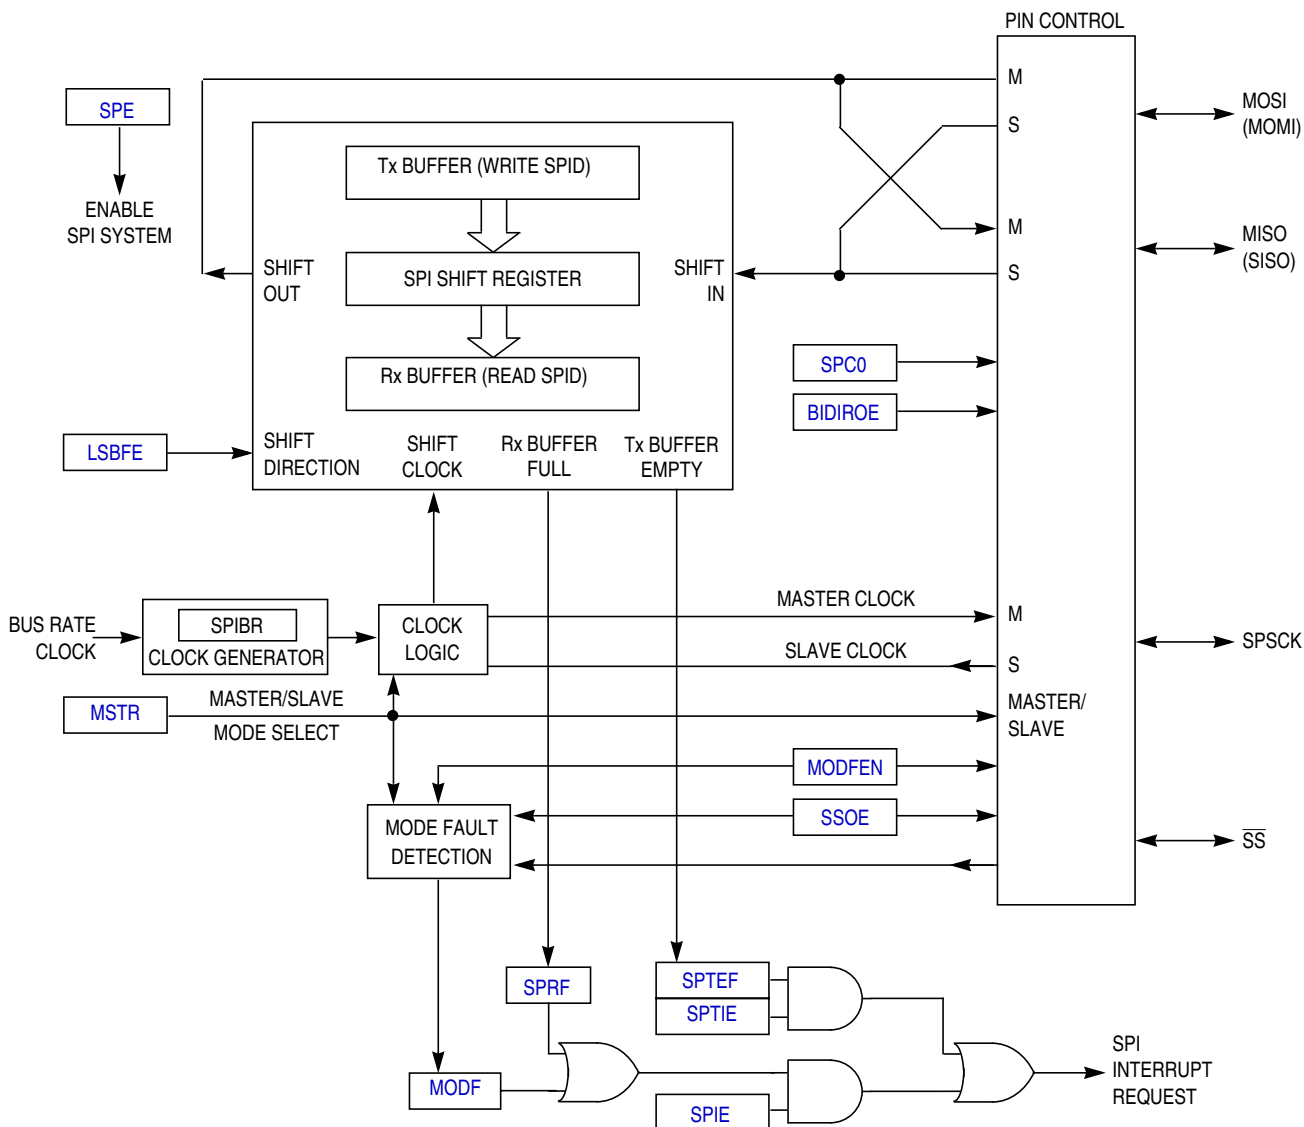 PIN CONTROL
M
SPE
MOSI
(MOMI)
S
Tx BUFFER (WRITE SPID)
ENABLE
SPI SYSTEM
M
MISO
(SISO)
SHIFT
OUT
SPI SHIFT REGISTER
SHIFT
IN
S
SPC0
Rx BUFFER (READ SPID)
BIDIROE
LSBFE
SHIFT
DIRECTION
SHIFT
CLOCK
Rx BUFFER
FULL
Tx BUFFER
EMPTY
BUS RATE
CLOCK
SPIBR
CLOCK GENERATOR
CLOCK
LOGIC
MASTER CLOCK
M
SLAVE CLOCK
S
SPSCK
MSTR
MASTER/SLAVE
MODE SELECT
MASTER/
SLAVE
MODFEN
SSOE
MODE FAULT
DETECTION
SS
SPRF
SPTEF
SPTIE
MODF
SPIE
SPI
INTERRUPT
REQUEST